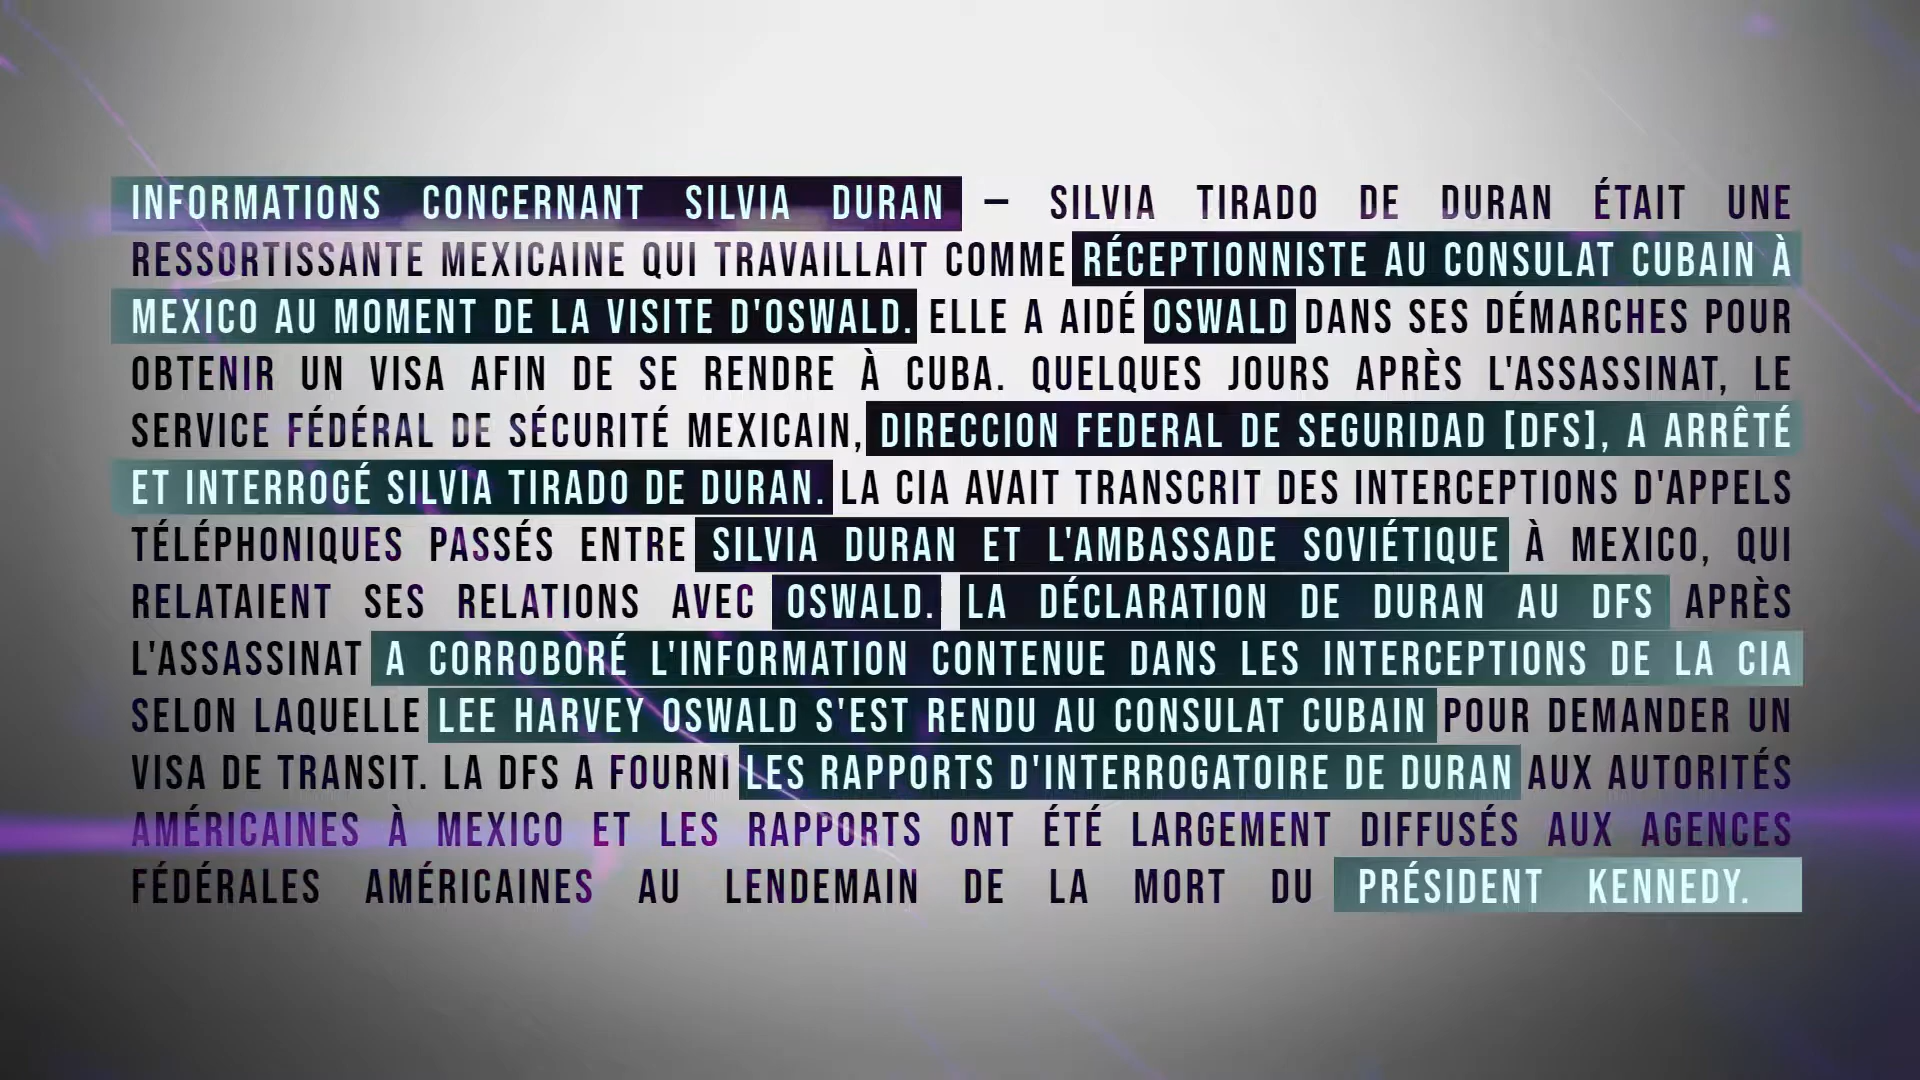 INFORMATIONS CONCERNANT SILVIA DURAN – SILVIA TIRADO DE DURAN ÉTAIT UNE
RESSORTISSANTE MEXICAINE QUI TRAVAILLAIT COMME RÉCEPTIONNISTE AU CONSULAT CUBAIN À
MEXICO AU MOMENT DE LA VISITE D'OSWALD. ELLE A AIDÉ OSWALD DANS SES DÉMARCHES POUR
OBTENIR UN VISA AFIN DE SE RENDRE À CUBA. QUELQUES JOURS APRÈS L'ASSASSINAT, LE
SERVICE FÉDÉRAL DE SÉCURITÉ MEXICAIN, DIRECCION FEDERAL DE SEGURIDAD [DFS], A ARRÊTÉ
ET INTERROGÉ SILVIA TIRADO DE DURAN. LA CIA AVAIT TRANSCRIT DES INTERCEPTIONS D'APPELS
TÉLÉPHONIQUES PASSÉS ENTRE SILVIA DURAN ET L'AMBASSADE SOVIÉTIQUE À MEXICO, QUI
RELATAIENT SES RELATIONS AVEC OSWALD. LA DÉCLARATION DE DURAN AU DFS APRÈS
L'ASSASSINAT A CORROBORÉ L'INFORMATION CONTENUE DANS LES INTERCEPTIONS DE LA CIA
SELON LAQUELLE LEE HARVEY OSWALD S'EST RENDU AU CONSULAT CUBAIN POUR DEMANDER UN
VISA DE TRANSIT. LA DFS A FOURNI LES RAPPORTS D'INTERROGATOIRE DE DURAN AUX AUTORITÉS
AMÉRICAINES À MEXICO ET LES RAPPORTS ONT ÉTÉ LARGEMENT DIFFUSÉS AUX AGENCES
FÉDÉRALES AMÉRICAINES AU LENDEMAIN DE LA MORT DU PRÉSIDENT KENNEDY.